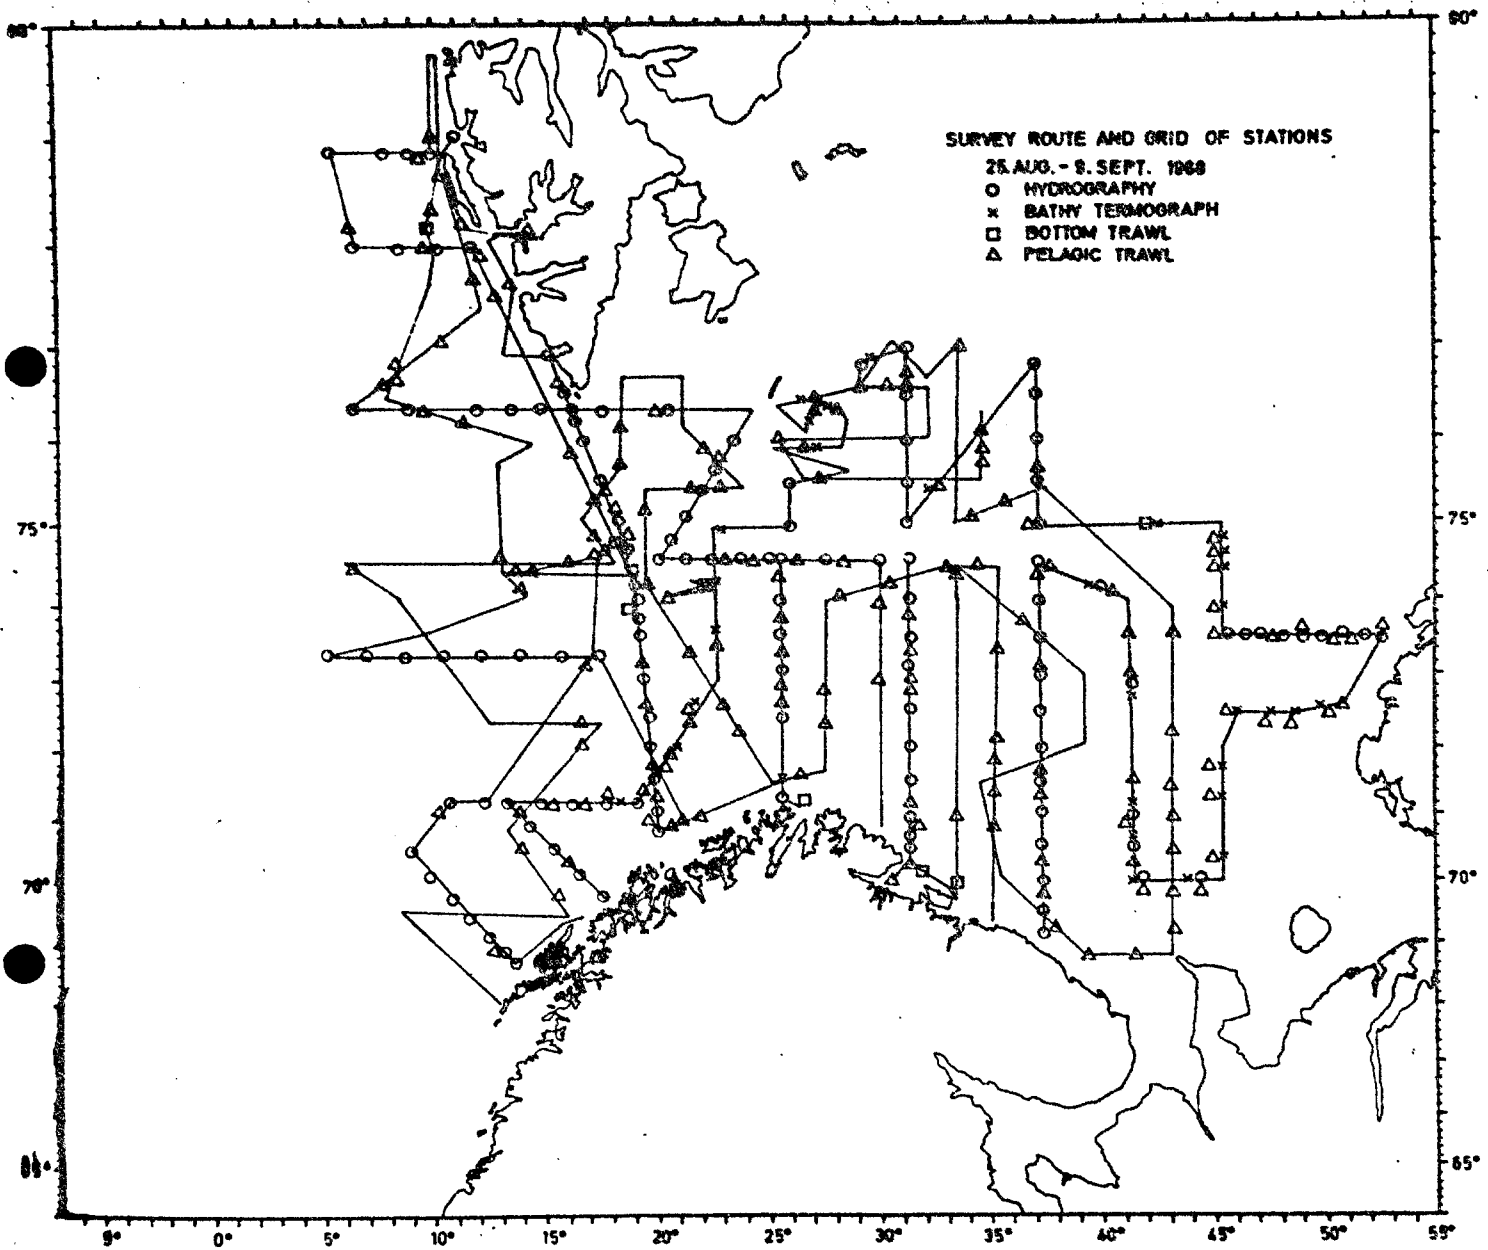 80°
SURVEY ROUTE AND GRID OF STATIONS
25.AUG.- 9.SEPT. 1968
HYDROGRAPHY
BATHY TERMOGRAPH
BOTTOM TRAWL
PELAGIC TRAWL
75° 75°
70° 70°
65°
0° 5° 10° 15° 20° 25° 30° 35° 40° 45° 50° 55°